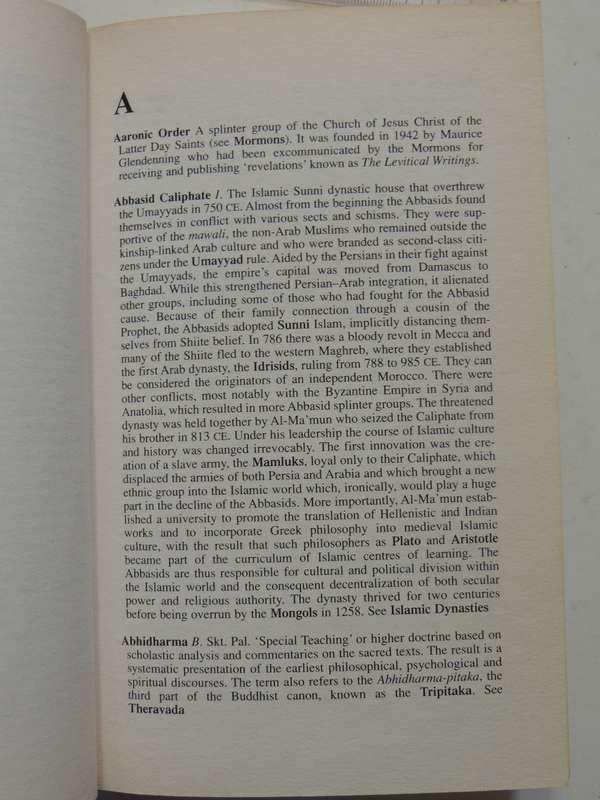 A
Aaronic Order A splinter group of the Church of Jesus Christ of the
Latter Day Saints (see Mormons). It was founded in 1942 by Maurice
Glendenning who had been excommunicated by the Mormons for
receiving and publishing ‘revelations’ known as The Levitical Writings.
Abbasid Caliphate I. The Islamic Sunni dynastic house that overthrew
the Umayyads in 750 CE. Almost from the beginning the Abbasids found
themselves in conflict with various sects and schisms. They were sup-
portive of the mawali, the non-Arab Muslims who remained outside the
kinship-linked Arab culture and who were branded as second-class citi-
zens under the Umayyad rule. Aided by the Persians in their fight against
the Umayyads, the empire’s capital was moved from Damascus to
Baghdad. While this strengthened Persian–Arab integration, it alienated
other groups, including some of those who had fought for the Abbasid
cause. Because of their family connection through a cousin of the
Prophet, the Abbasids adopted Sunni Islam, implicitly distancing them-
selves from Shiite belief. In 786 there was a bloody revolt in Mecca and
many of the Shiite fled to the western Maghreb, where they established
the first Arab dynasty, the Idrisids, ruling from 788 to 985 CE. They can
be considered the originators of an independent Morocco. There were
other conflicts, most notably with the Byzantine Empire in Syria and
Anatolia, which resulted in more Abbasid splinter groups. The threatened
dynasty was held together by Al-Ma’mun who seized the Caliphate from
his brother in 813 CE. Under his leadership the course of Islamic culture
and history was changed irrevocably. The first innovation was the cre-
ation of a slave army, the Mamluks, loyal only to their Caliphate, which
displaced the armies of both Persia and Arabia and which brought a new
ethnic group into the Islamic world which, ironically, would play a huge
part in the decline of the Abbasids. More importantly, Al-Ma’mun estab-
lished a university to promote the translation of Hellenistic and Indian
works and to incorporate Greek philosophy into medieval Islamic
culture, with the result that such philosophers as Plato and Aristotle
became part of the curriculum of Islamic centres of learning. The
Abbasids are thus responsible for cultural and political division within
the Islamic world and the consequent decentralization of both secular
power and religious authority. The dynasty thrived for two centuries
before being overrun by the Mongols in 1258. See Islamic Dynasties
Abhidharma B. Skt. Pal. ‘Special Teaching’ or higher doctrine based on
scholastic analysis and commentaries on the sacred texts. The result is a
systematic presentation of the earliest philosophical, psychological and
spiritual discourses. The term also refers to the Abhidharma-pitaka, the
third part of the Buddhist canon, known as the Tripitaka. See
Theravada